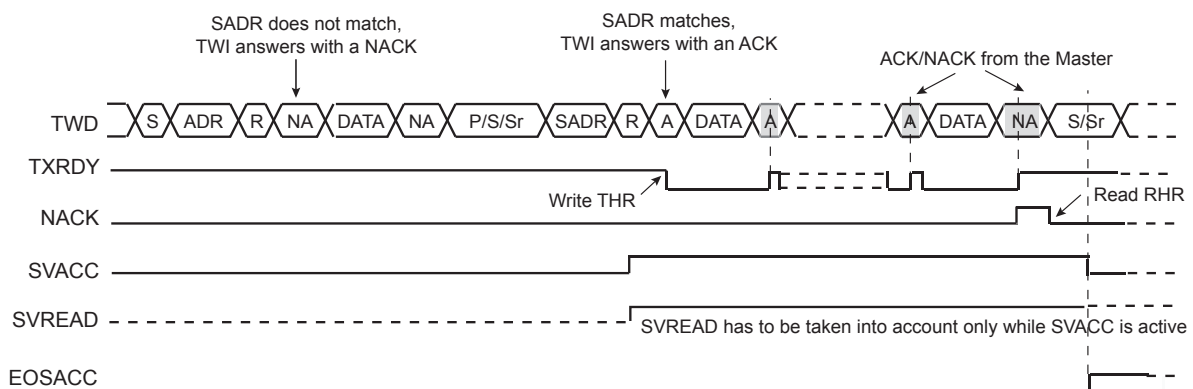 SADR does not match,
TWI answers with a NACK
SADR matches,
TWI answers with an ACK
ACK/NACK from the Master
TWD S ADR R NA DATA NA P/S/Sr SADR R A DATA A A DATA NA S/Sr
TXRDY
Write THR
Read RHR
NACK
SVACC
SVREAD
SVREAD has to be taken into account only while SVACC is active
EOSACC